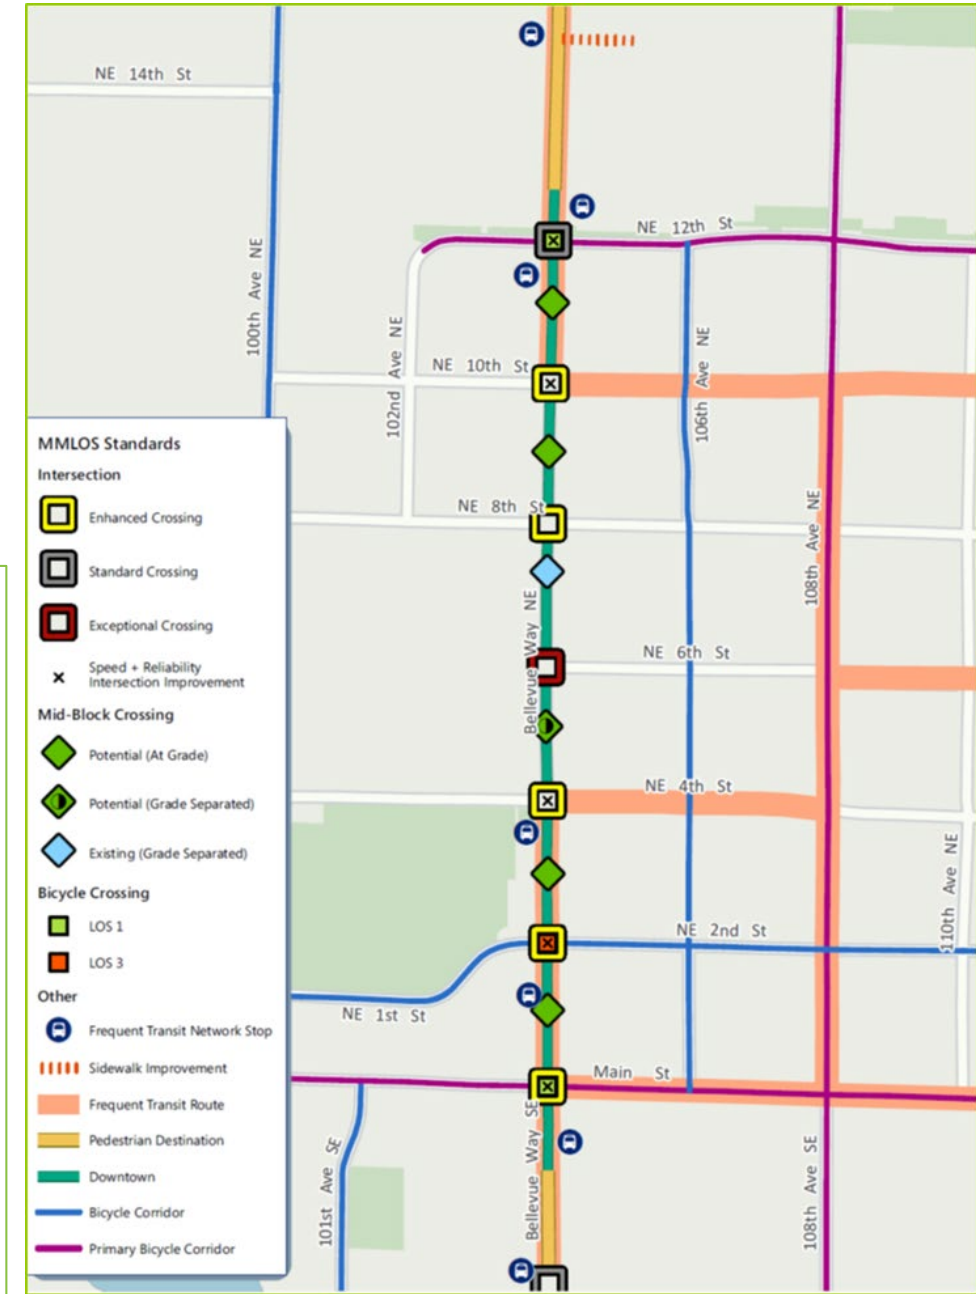 NE 14th St
NE 12th St
100th Ave NE
102nd Ave NE
NE 10th St
106th Ave NE
NE 8th St
108th Ave NE
Bellevue Way NE
NE 6th St
NE 4th St
110th Ave NE
NE 2nd St
NE 1st St
Main St
Bellevue Way SE
101st Ave SE
108th Ave SE
MMLOS Standards
Intersection
Enhanced Crossing
Standard Crossing
Exceptional Crossing
Speed + Reliability
Intersection Improvement
Mid-Block Crossing
Potential (At Grade)
Potential (Grade Separated)
Existing (Grade Separated)
Bicycle Crossing
LOS 1
LOS 3
Other
Frequent Transit Network Stop
Sidewalk Improvement
Frequent Transit Route
Pedestrian Destination
Downtown
Bicycle Corridor
Primary Bicycle Corridor